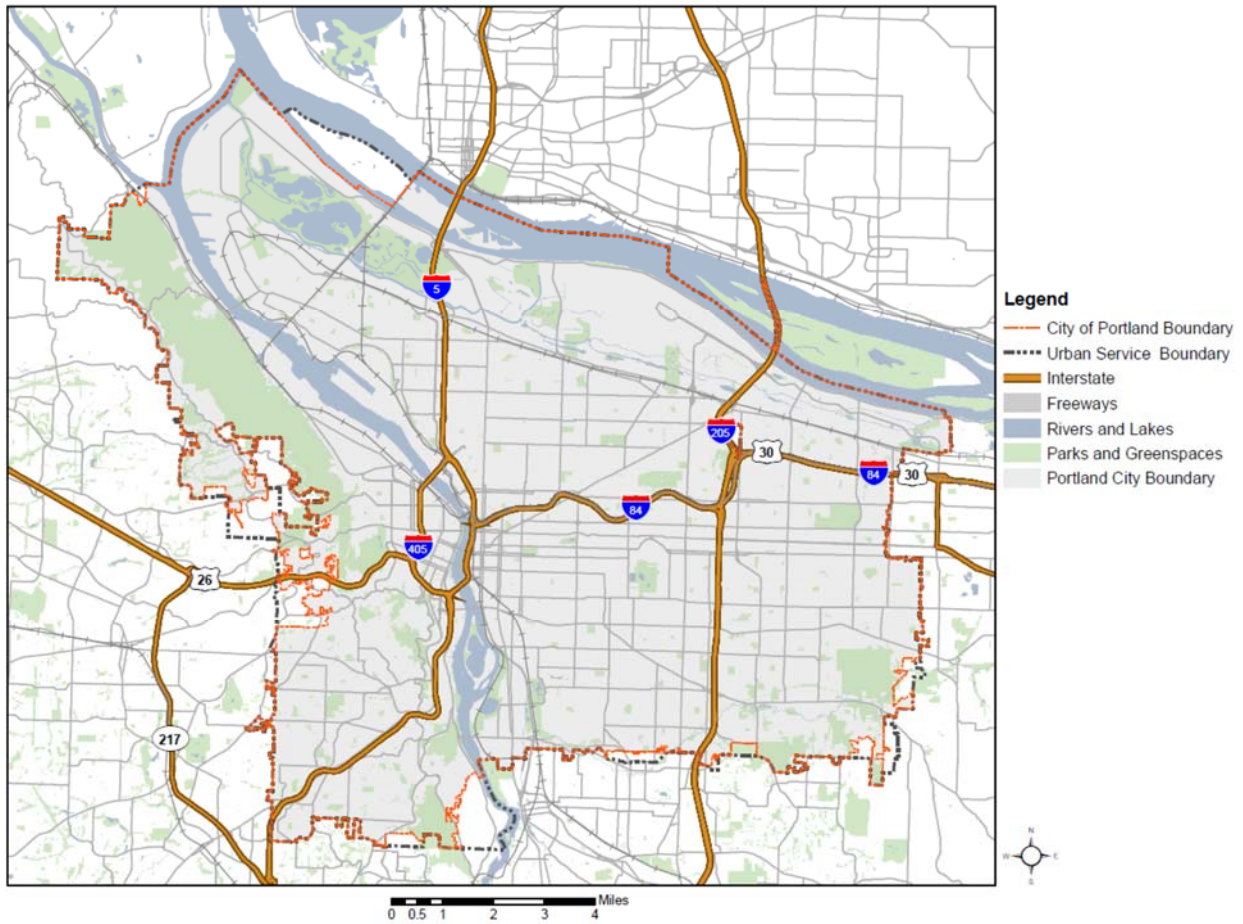 5
205
30
84
30
84
405
26
217
Legend
City of Portland Boundary
Urban Service Boundary
Interstate
Freeways
Rivers and Lakes
Parks and Greenspaces
Portland City Boundary
N
W E
S
Miles
0 0.5 1 2 3 4